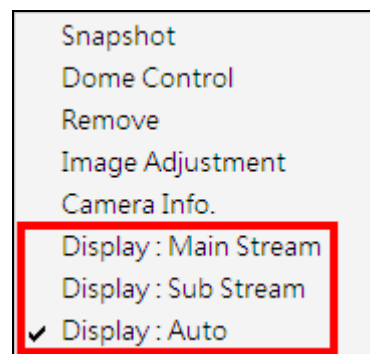 Snapshot
Dome Control
Remove
Image Adjustment
Camera Info.
Display : Main Stream
Display : Sub Stream
Display : Auto